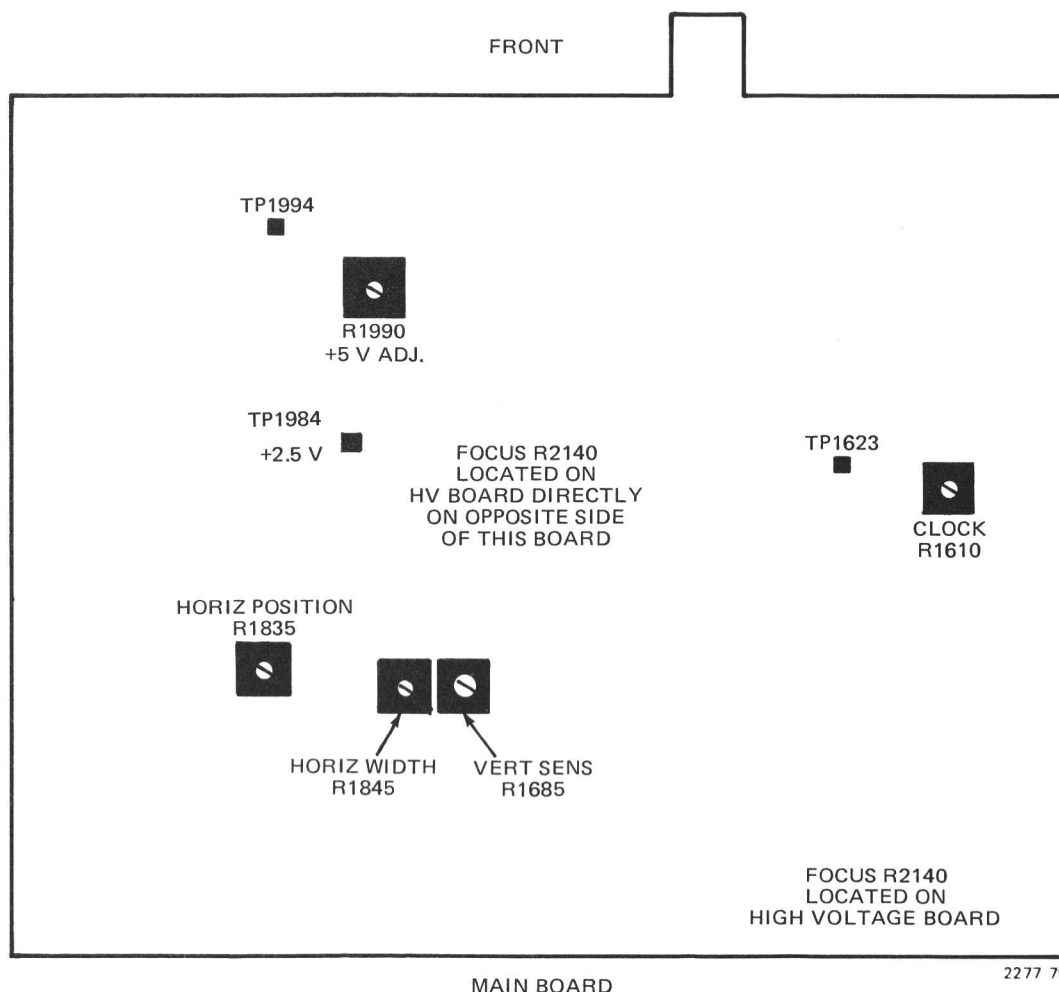 FRONT
TP1994
R1990
+5 V ADJ.
TP1984
+2.5 V
FOCUS R2140
LOCATED ON
HV BOARD DIRECTLY
ON OPPOSITE SIDE
OF THIS BOARD
TP1623
CLOCK
R1610
HORIZ POSITION
R1835
HORIZ WIDTH
R1845
VERT SENS
R1685
FOCUS R2140
LOCATED ON
HIGH VOLTAGE BOARD
2277
MAIN BOARD